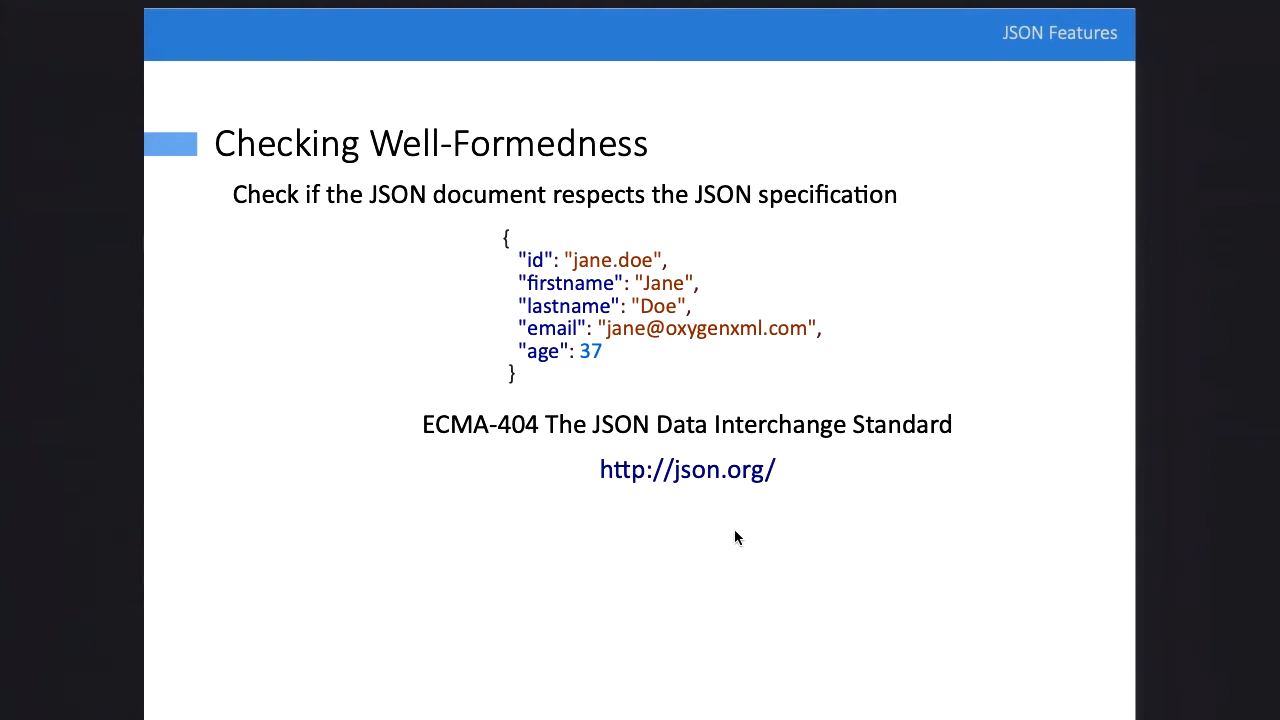 JSON Features
Checking Well-Formedness
Check if the JSON document respects the JSON specification
{
"id": "jane.doe",
"firstname": "Jane",
"lastname": "Doe",
"email": "jane@oxygenxml.com",
"age": 37
}
ECMA-404 The JSON Data Interchange Standard
http://json.org/